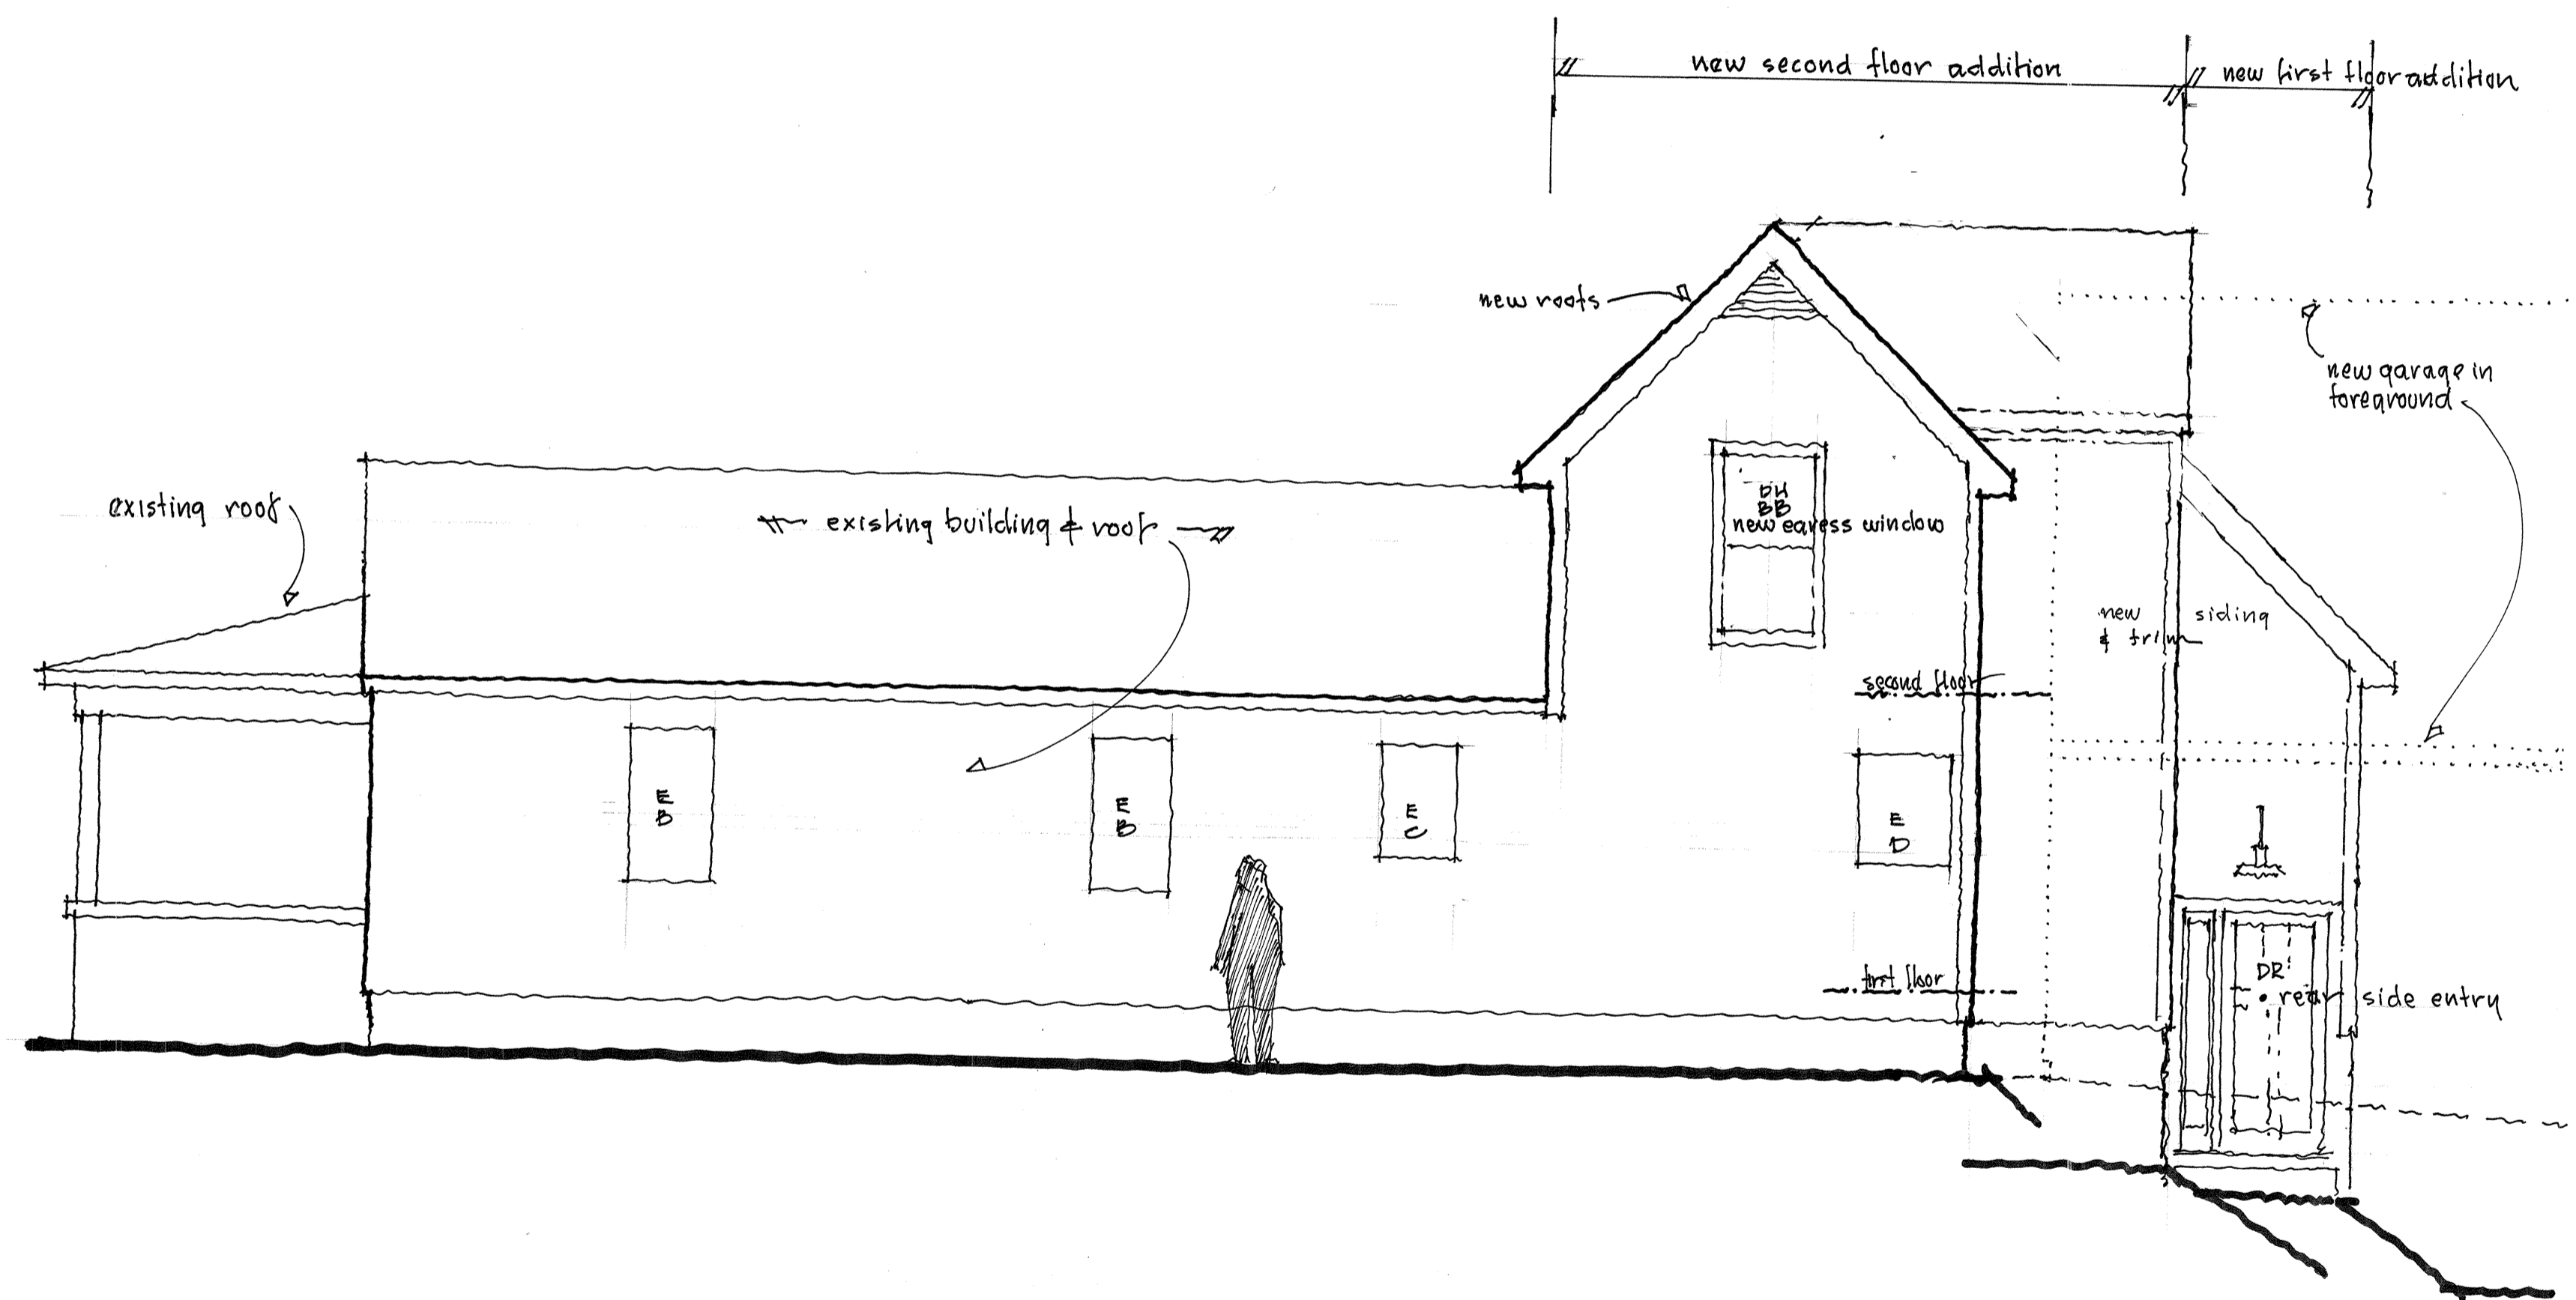 new second floor addition
new first floor addition
new roofs
new garage in
foreground
existing roof
existing building & roof
DH
BB
new egress window
new siding
& trim
second floor
E
B
E
B
E
C
E
D
first floor
DR
rear side entry